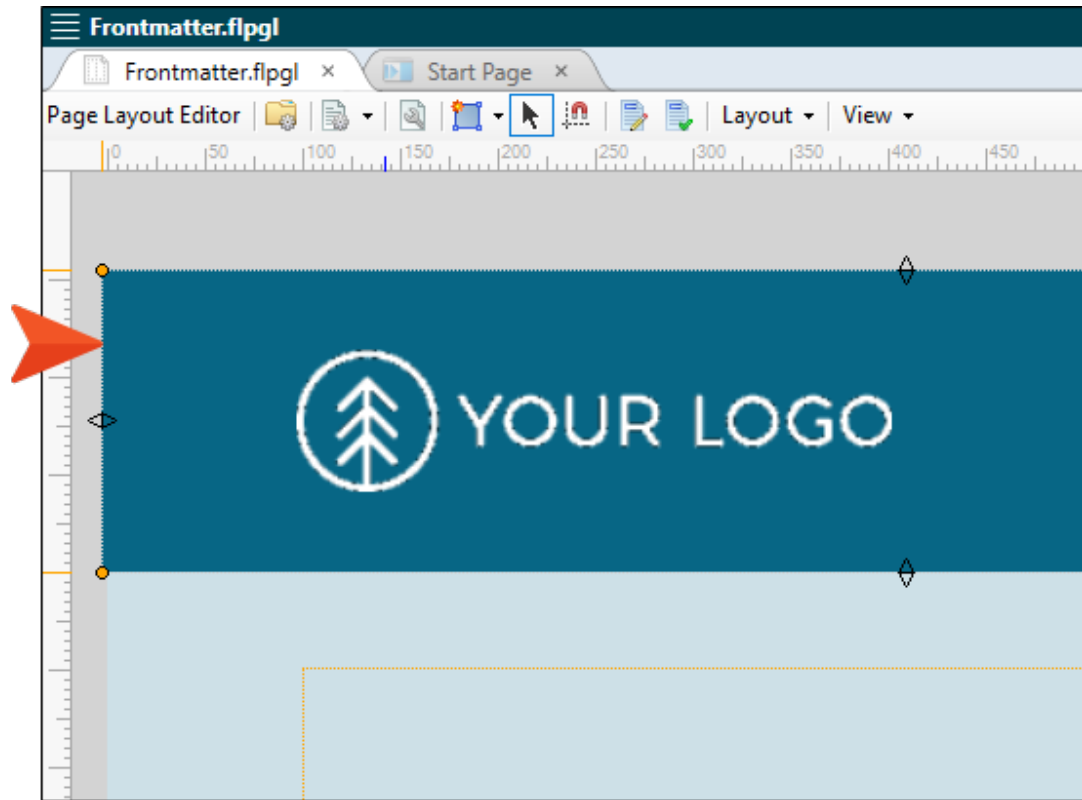 Frontmatter.flpgl
Frontmatter.flpgl × Start Page ×
Page Layout Editor Layout View
0 50 100 150 200 250 300 350 400 450
YOUR LOGO